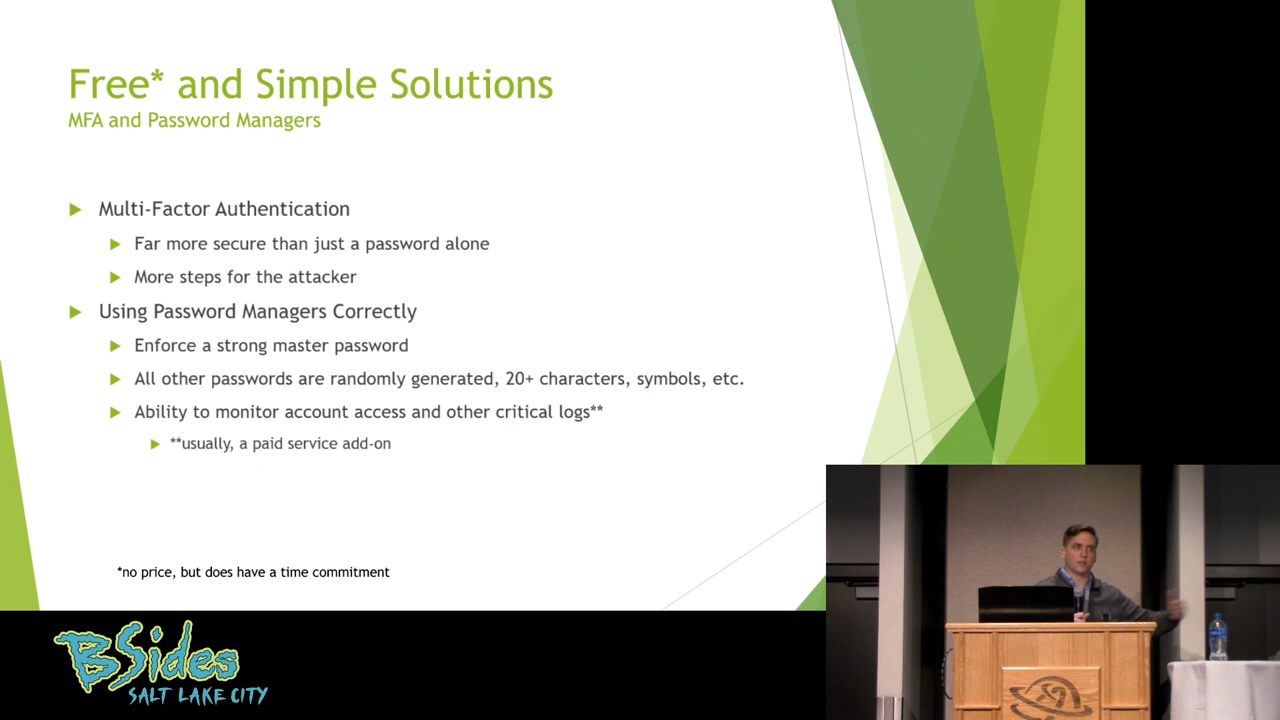 Free* and Simple Solutions
MFA and Password Managers
Multi-Factor Authentication
Far more secure than just a password alone
More steps for the attacker
Using Password Managers Correctly
Enforce a strong master password
All other passwords are randomly generated, 20+ characters, symbols, etc.
Ability to monitor account access and other critical logs**
**usually, a paid service add-on
*no price, but does have a time commitment
BSides
SALT LAKE CITY